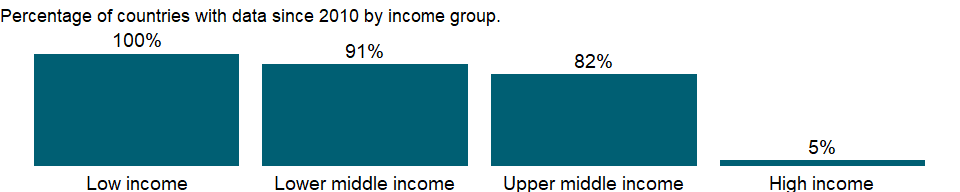 Percentage of countries with data since 2010 by income group.
100%
91%
82%
5%
Low income
Lower middle income
Upper middle income
High income